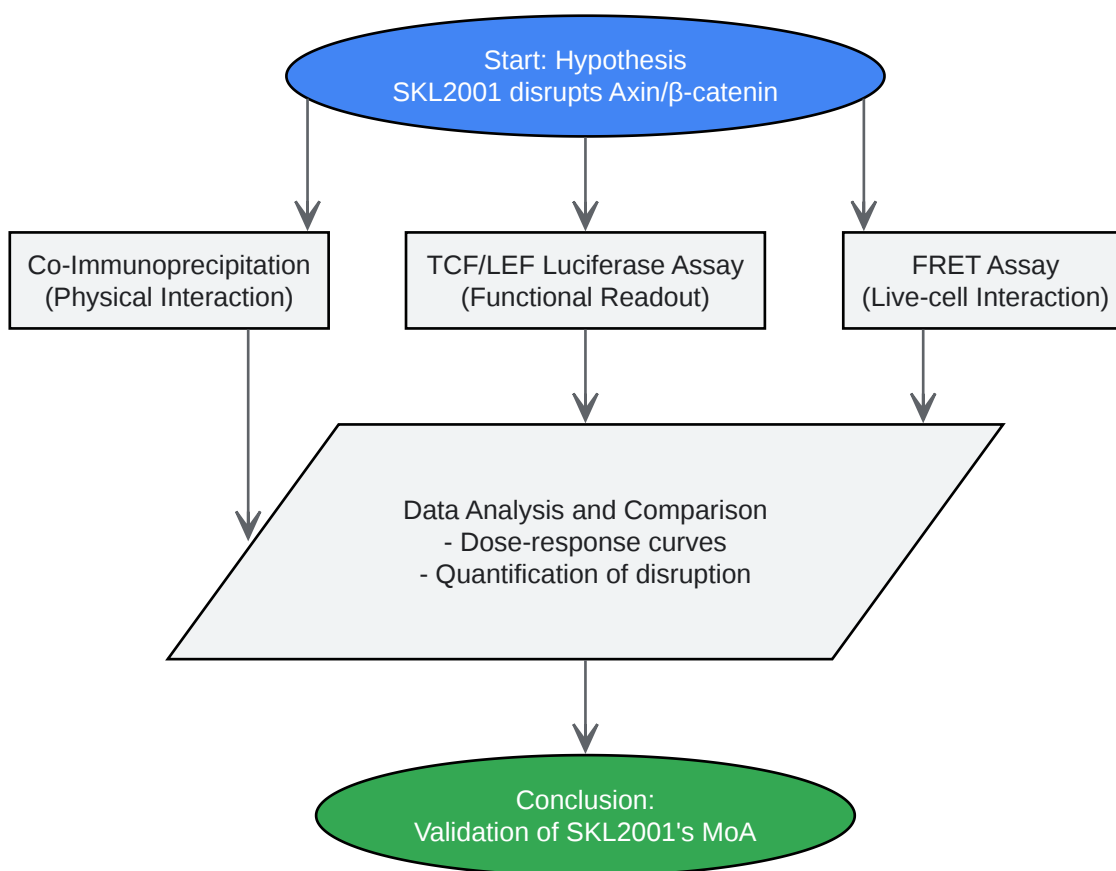 Start: Hypothesis
SKL2001 disrupts Axin/β-catenin
Co-Immunoprecipitation
(Physical Interaction)
TCF/LEF Luciferase Assay
(Functional Readout)
FRET Assay
(Live-cell Interaction)
Data Analysis and Comparison
- Dose-response curves
- Quantification of disruption
Conclusion:
Validation of SKL2001's MoA